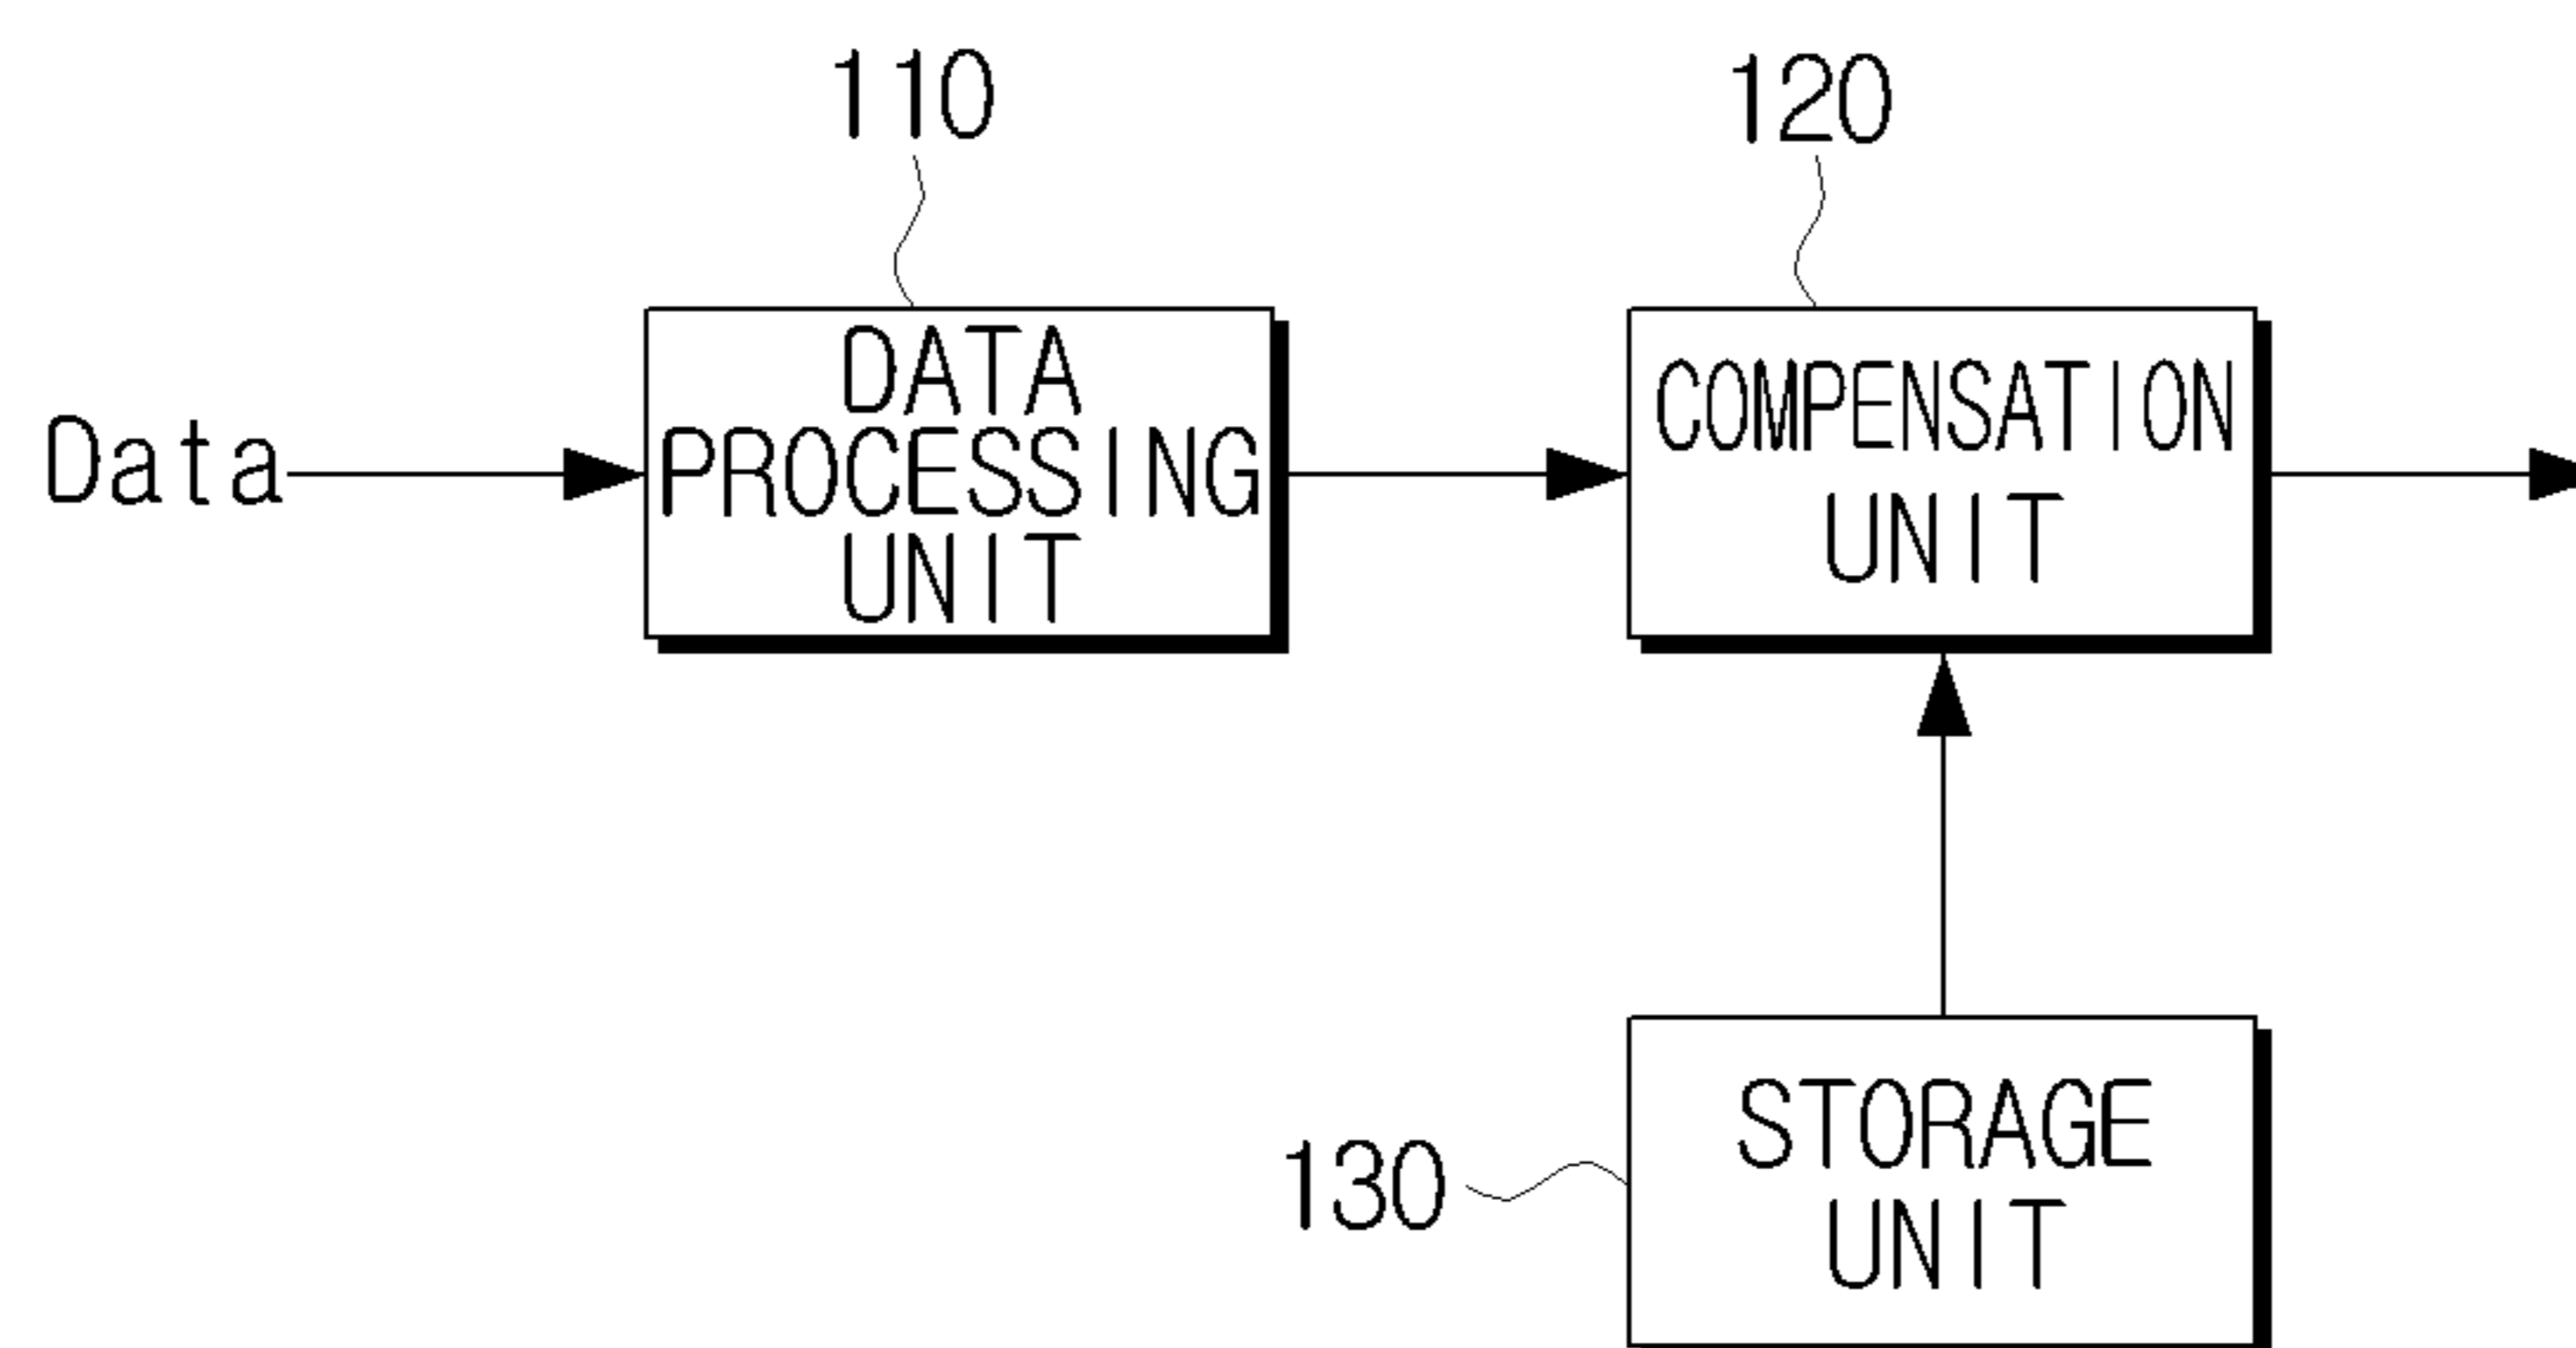 110
120
Data
DATA
PROCESSING
UNIT
COMPENSATION
UNIT
130
STORAGE
UNIT